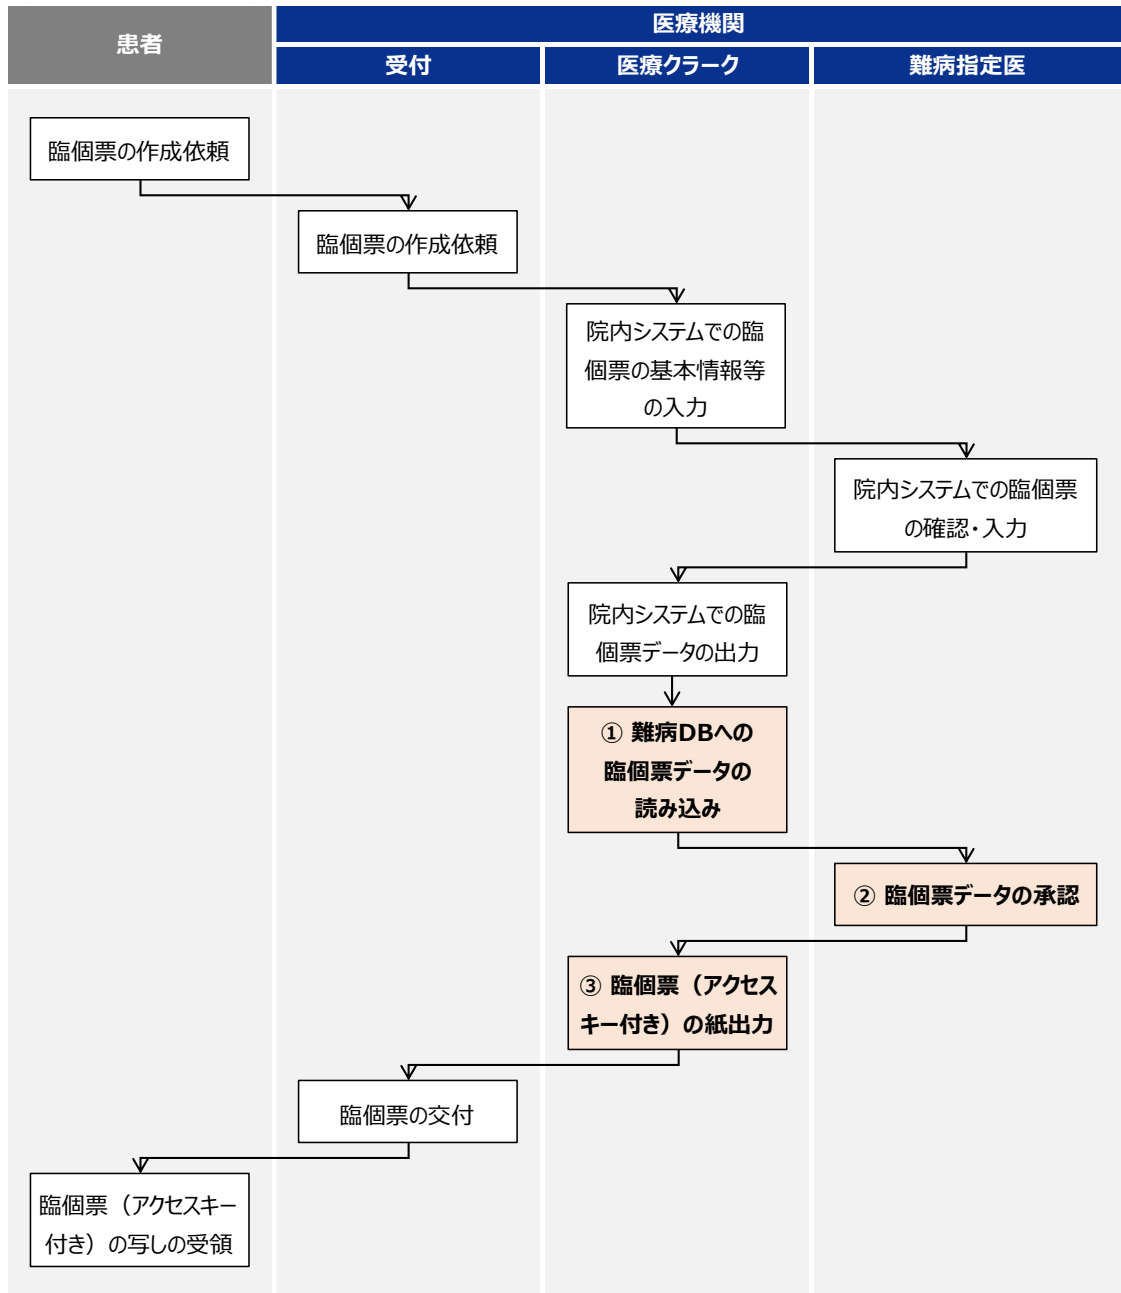 患者
医療機関
受付
医療クラーク
難病指定医
臨個票の作成依頼
臨個票の作成依頼
院内システムでの臨
個票の基本情報等
の入力
院内システムでの臨個票
の確認・入力
院内システムでの臨
個票データの出力
① 難病DBへの
臨個票データの
読み込み
② 臨個票データの承認
③ 臨個票（アクセス
キー付き）の紙出力
臨個票の交付
臨個票（アクセスキー
付き）の写しの受領